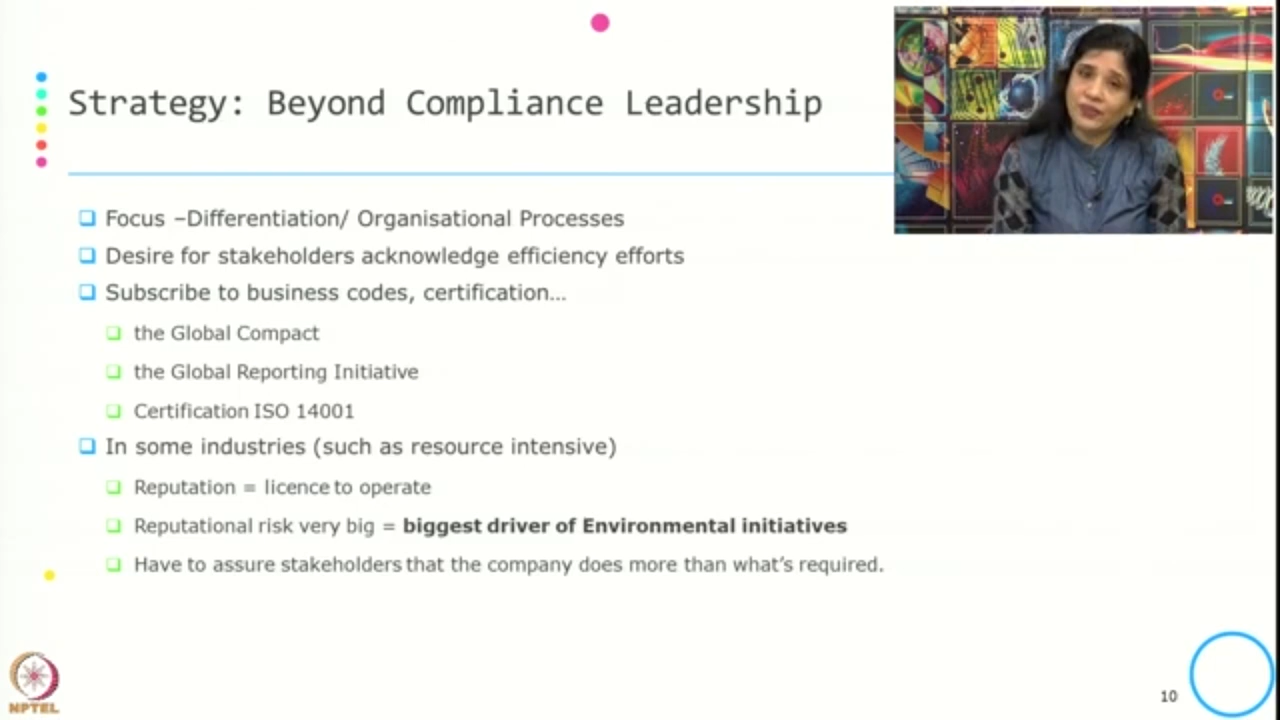 Strategy: Beyond Compliance Leadership
Focus –Differentiation/ Organisational Processes
Desire for stakeholders acknowledge efficiency efforts
Subscribe to business codes, certification…
the Global Compact
the Global Reporting Initiative
Certification ISO 14001
In some industries (such as resource intensive)
Reputation = licence to operate
Reputational risk very big = biggest driver of Environmental initiatives
Have to assure stakeholders that the company does more than what’s required.
NPTEL
10